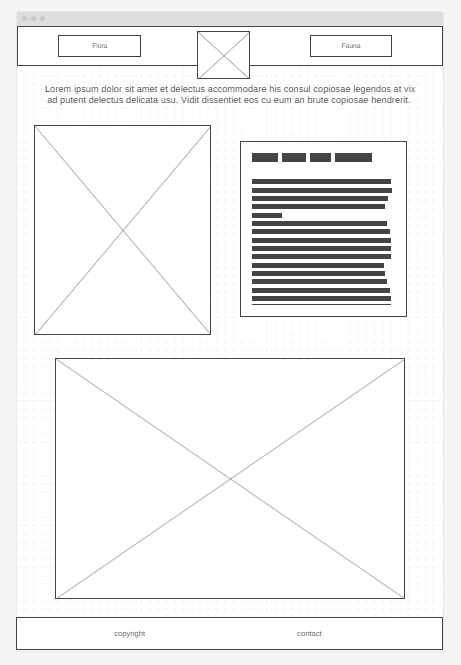 Flora
Fauna
Lorem ipsum dolor sit amet et delectus accommodare his consul copiosae legendos at vix
ad putent delectus delicata usu. Vidit dissentiet eos cu eum an brute copiosae hendrerit.
copyright
contact